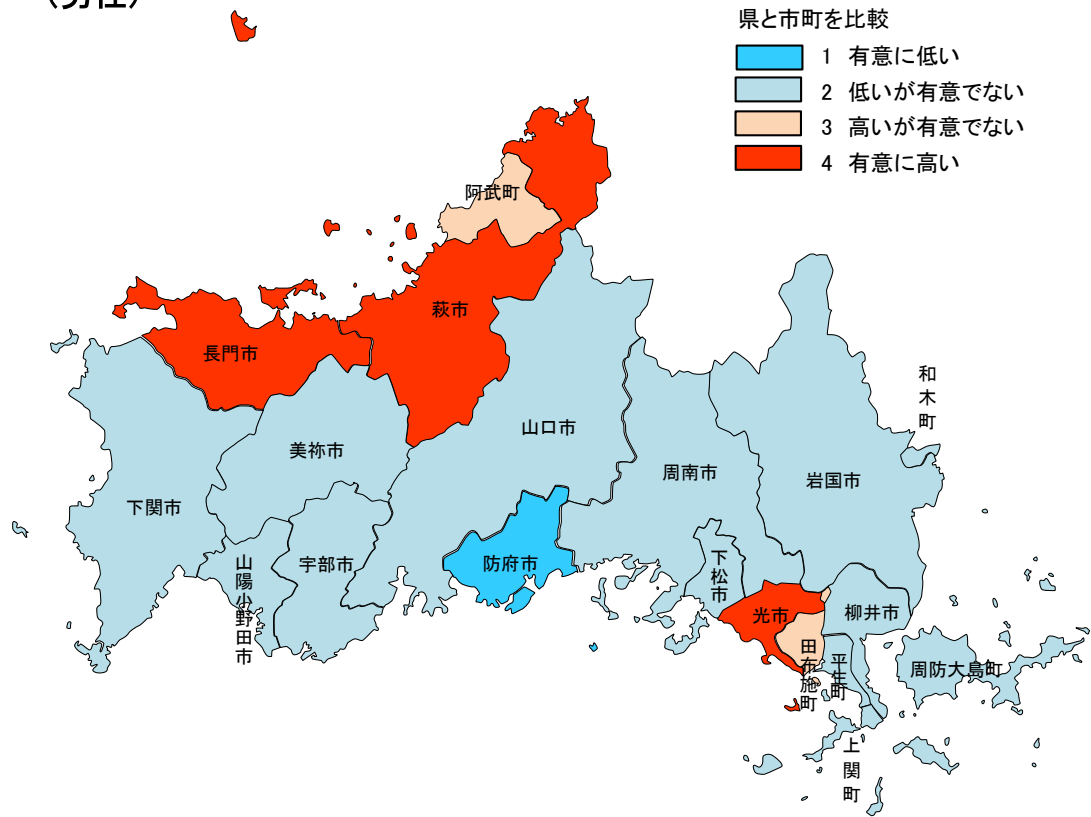 （男性）
県と市町を比較
1 有意に低い
2 低いが有意でない
3 高いが有意でない
4 有意に高い
阿武町
萩市
長門市
和木町
山口市
美祢市
周南市
岩国市
下関市
防府市
宇部市
山陽小野田市
下松市
光市
柳井市
田布施町
平生町
周防大島町
上関町